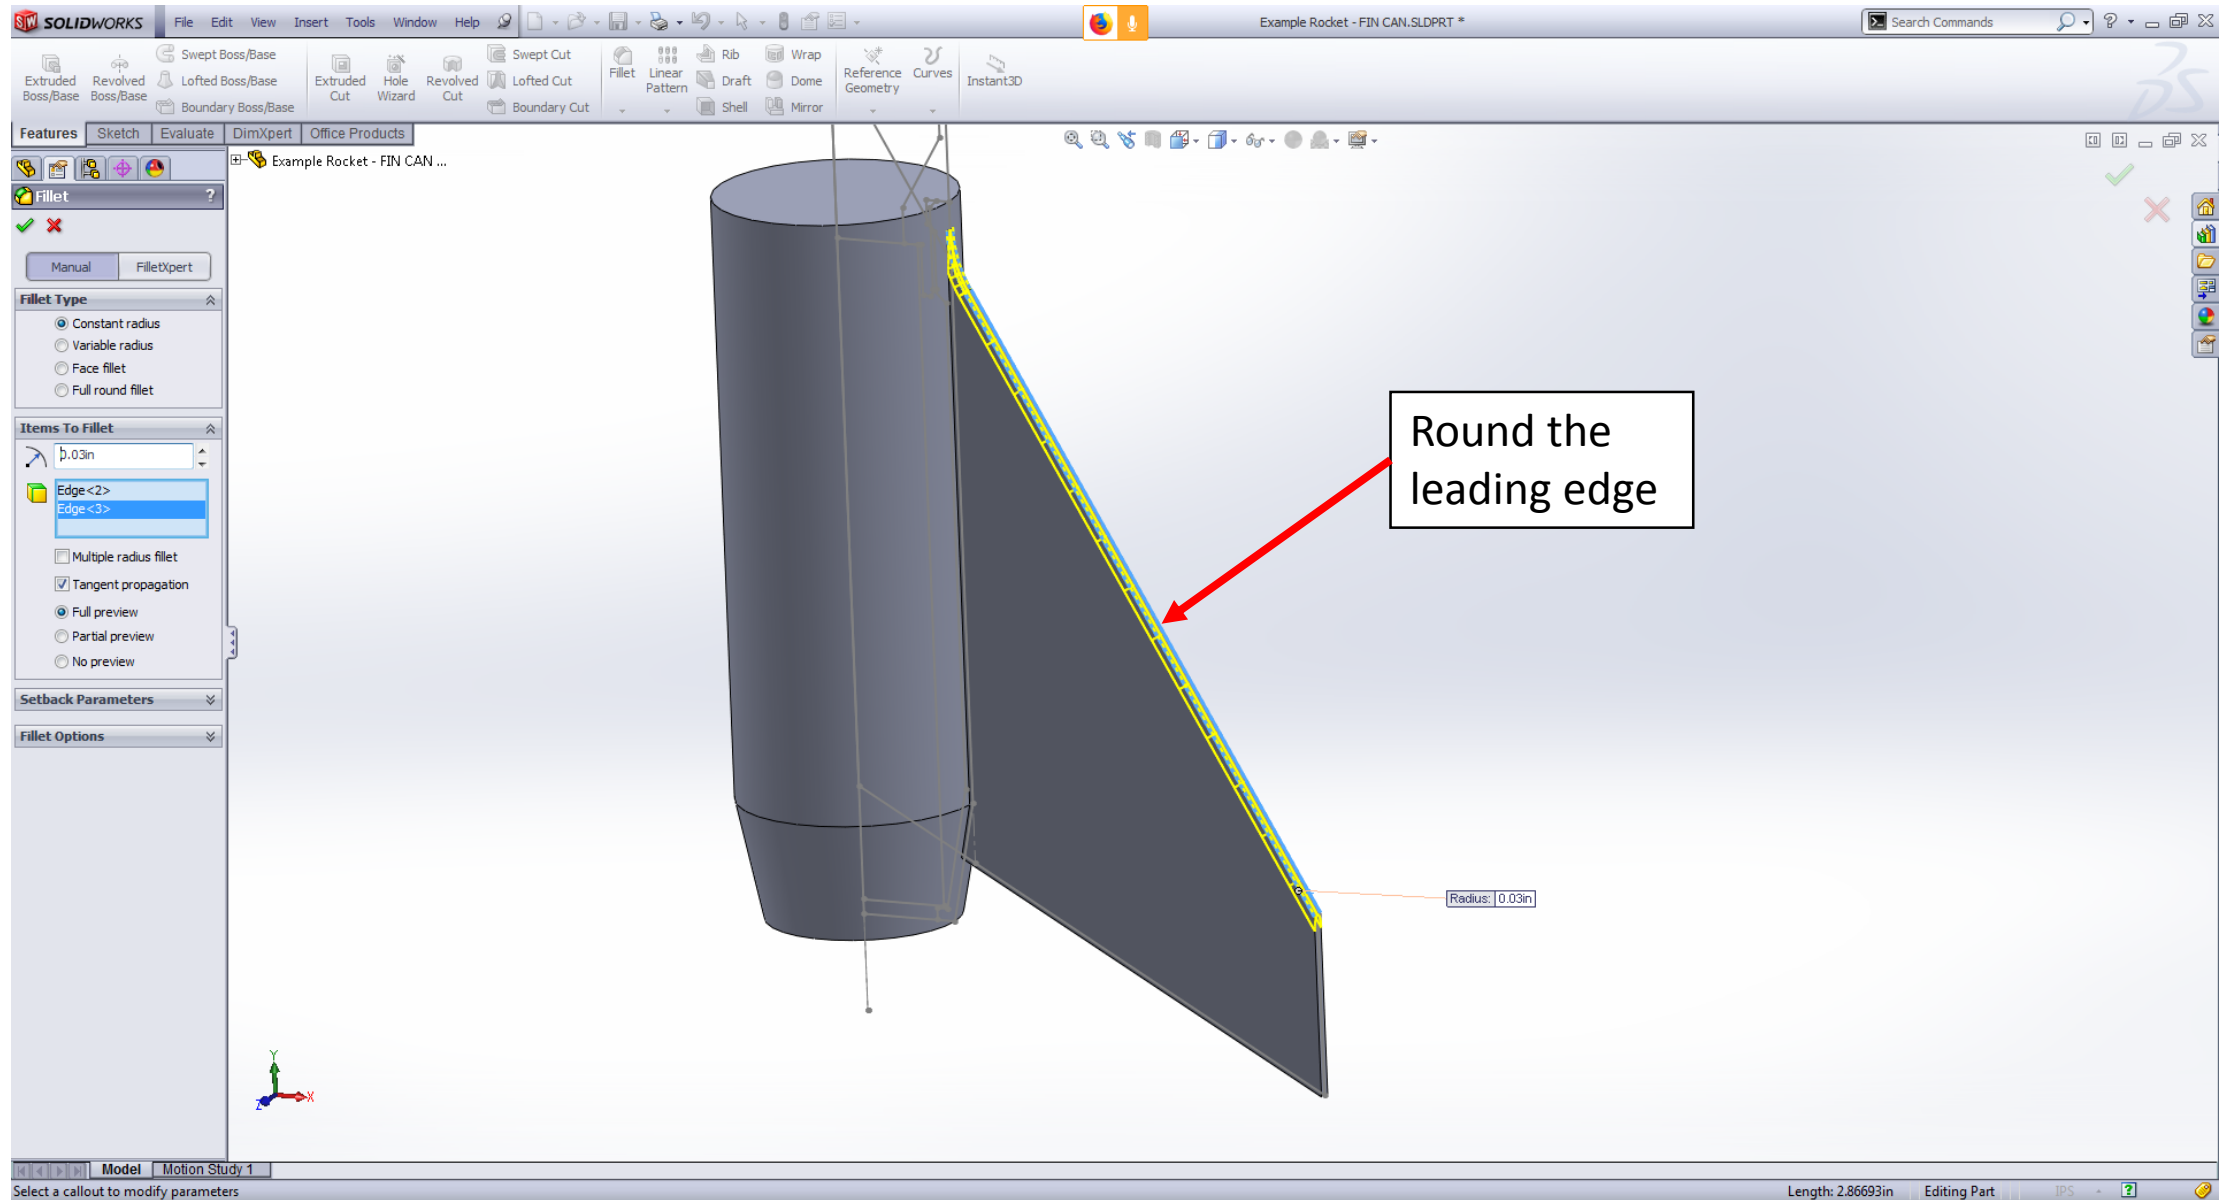 SOLIDWORKS File Edit View Insert Tools Window Help Example Rocket - FIN CAN.SLDPRT * Search Commands
Extruded Boss/Base
Revolved Boss/Base
Swept Boss/Base
Lofted Boss/Base
Boundary Boss/Base
Extruded Cut
Hole Wizard
Revolved Cut
Swept Cut
Lofted Cut
Boundary Cut
Fillet
Linear Pattern
Rib
Draft
Shell
Wrap
Dome
Mirror
Reference Geometry
Curves
Instant3D
Features Sketch Evaluate DimXpert Office Products
Example Rocket - FIN CAN ...
Fillet ?
Manual FilletXpert
Fillet Type
Constant radius
Variable radius
Face fillet
Full round fillet
Items To Fillet
0.03in
Edge<2>
Edge<3>
Multiple radius fillet
Tangent propagation
Full preview
Partial preview
No preview
Setback Parameters
Fillet Options
Round the
leading edge
Radius: 0.03in
Y
X
Z
Model Motion Study 1
Select a callout to modify parameters Length: 2.86693in Editing Part IPS